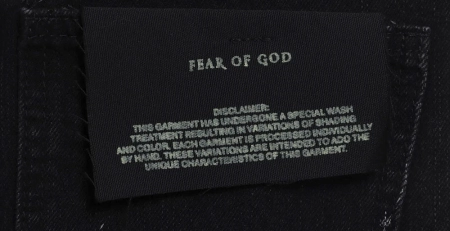 FEAR OF GOD
DISCLAIMER:
THIS GARMENT HAS UNDERGONE A SPECIAL WASH
TREATMENT RESULTING IN VARIATIONS OF SHADING
AND COLOR. EACH GARMENT IS PROCESSED INDIVIDUALLY
BY HAND. THESE VARIATIONS ARE INTENDED TO ADD THE
UNIQUE CHARACTERISTICS OF THIS GARMENT.